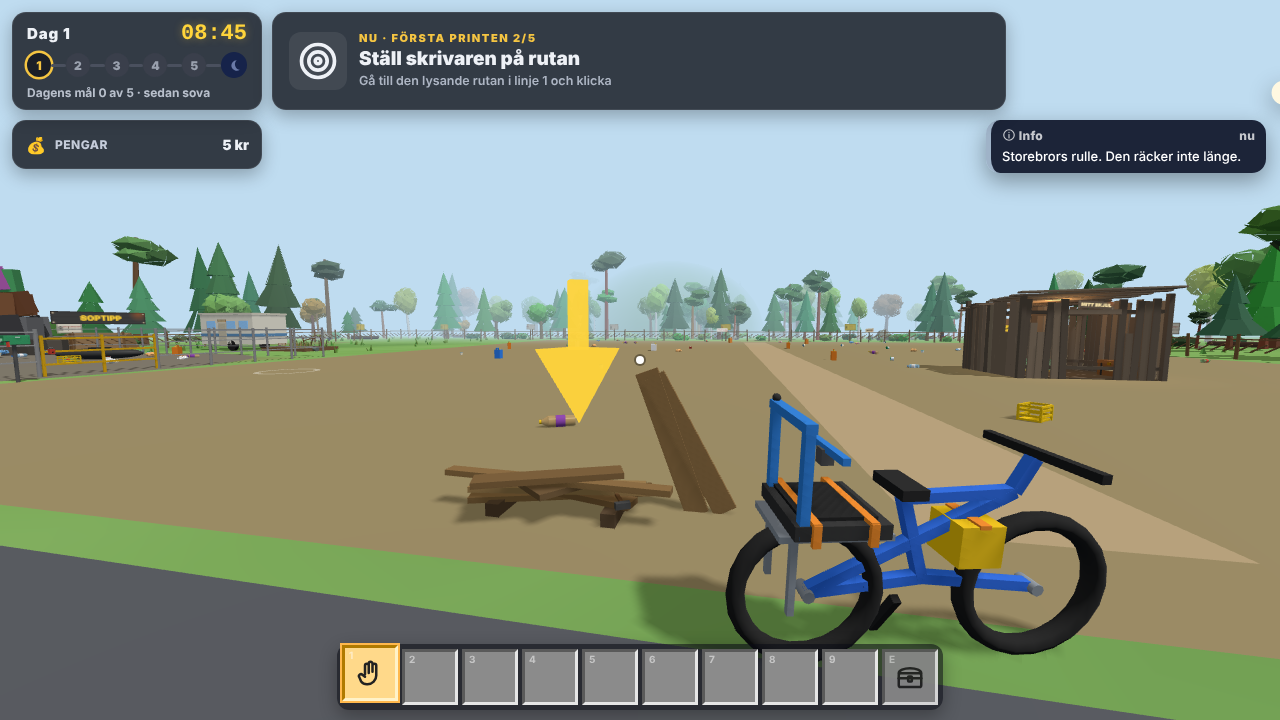 Dag 1
08:45
1 2 3 4 5
Dagens mål 0 av 5 · sedan sova
PENGAR
5 kr
NU · FÖRSTA PRINTEN 2/5
Ställ skrivaren på rutan
Gå till den lysande rutan i linje 1 och klicka
Info
nu
Storebrors rulle. Den räcker inte länge.
SOPTIPP
1 2 3 4 5 6 7 8 9 E